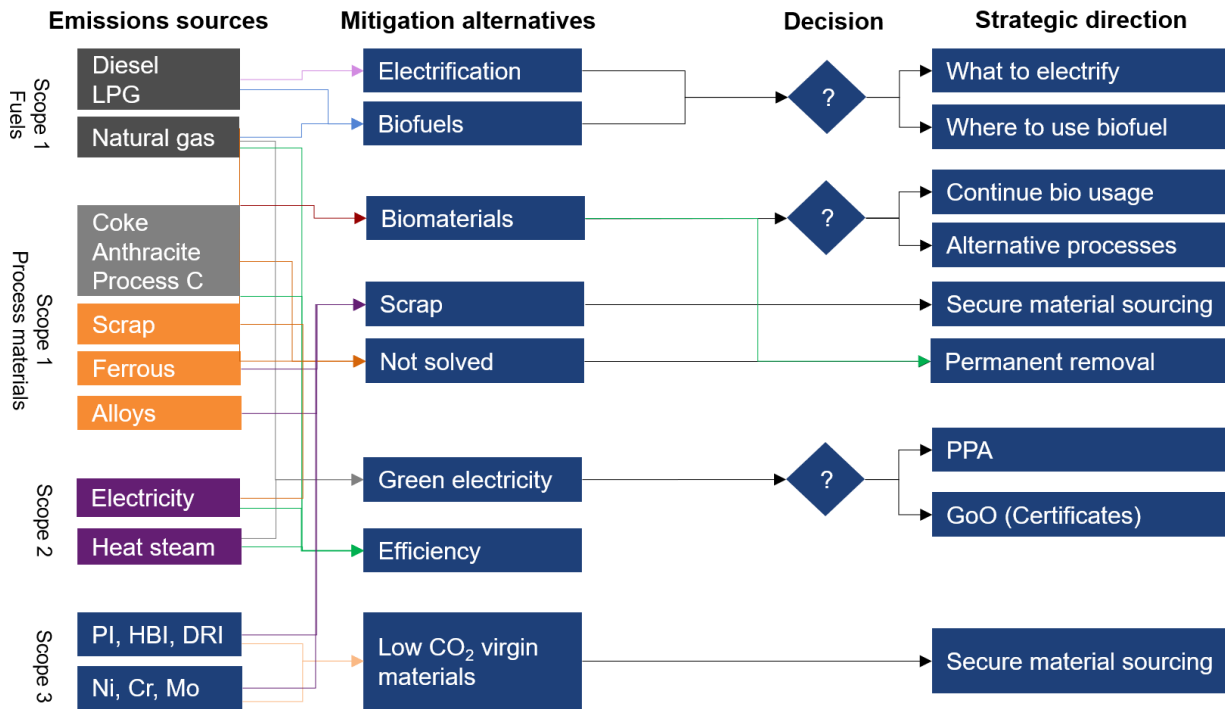 Emissions sources
Mitigation alternatives
Decision
Strategic direction
Scope 1
Fuels
Diesel
LPG
Natural gas
Electrification
Biofuels
?
What to electrify
Where to use biofuel
Scope 1
Process materials
Coke
Anthracite
Process C
Scrap
Ferrous
Alloys
Biomaterials
Scrap
Not solved
?
Continue bio usage
Alternative processes
Secure material sourcing
Permanent removal
Scope 2
Electricity
Heat steam
Green electricity
Efficiency
?
PPA
GoO (Certificates)
Scope 3
PI, HBI, DRI
Ni, Cr, Mo
Low CO₂ virgin
materials
Secure material sourcing